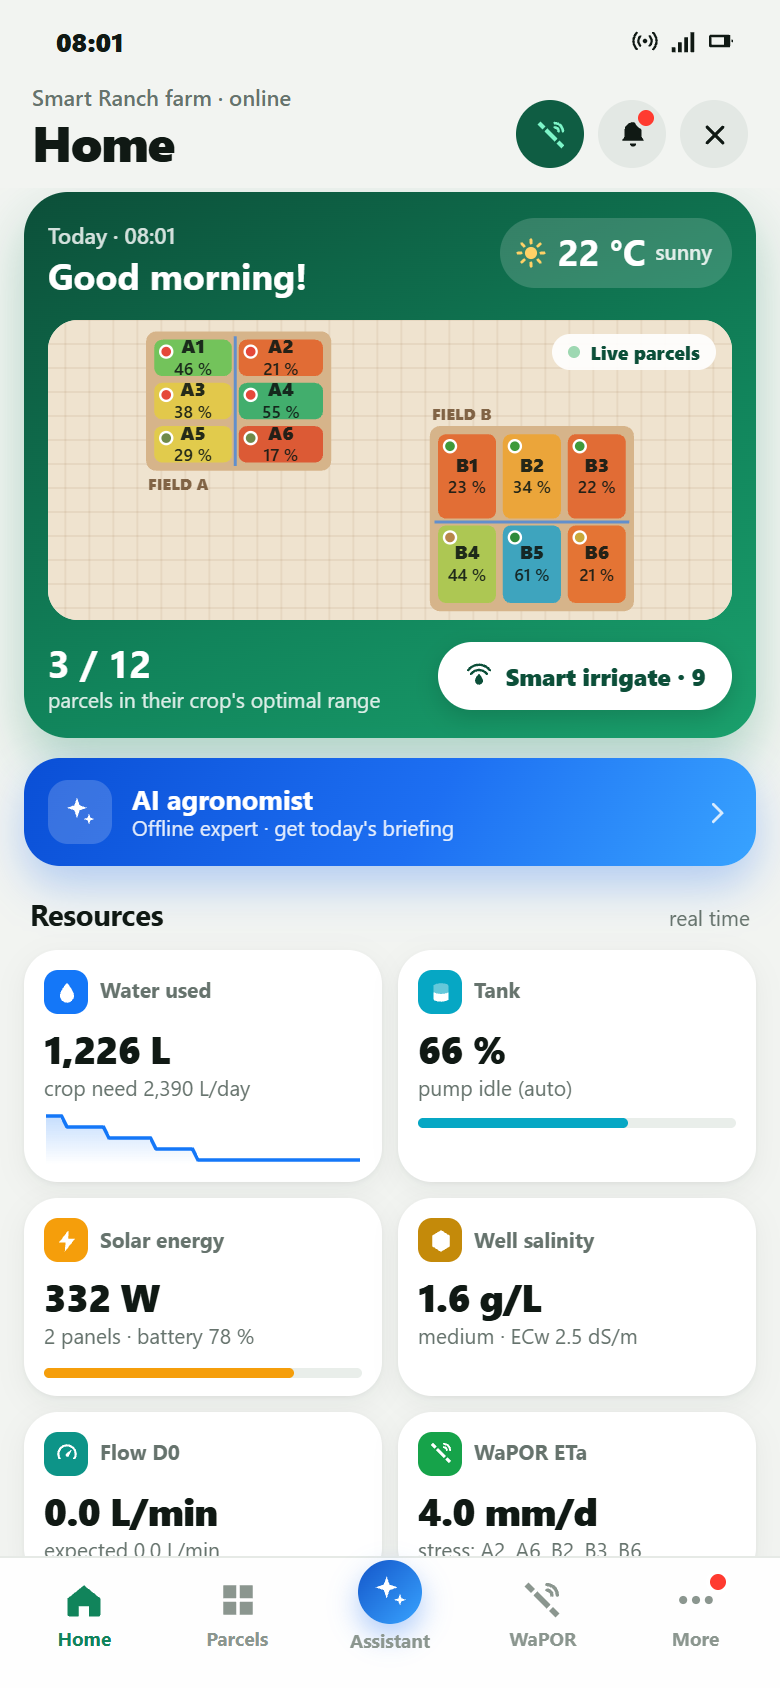 08:01
Smart Ranch farm · online
Home
Today · 08:01
Good morning!
22 °C sunny
Live parcels
A1
46 %
A2
21 %
A3
38 %
A4
55 %
A5
29 %
A6
17 %
FIELD A
FIELD B
B1
23 %
B2
34 %
B3
22 %
B4
44 %
B5
61 %
B6
21 %
3 / 12
parcels in their crop's optimal range
Smart irrigate · 9
AI agronomist
Offline expert · get today's briefing
Resources
real time
Water used
1,226 L
crop need 2,390 L/day
Tank
66 %
pump idle (auto)
Solar energy
332 W
2 panels · battery 78 %
Well salinity
1.6 g/L
medium · ECw 2.5 dS/m
Flow D0
0.0 L/min
expected 0.0 L/min
WaPOR ETa
4.0 mm/d
stress: A2, A6, B2, B3, B6
Home
Parcels
Assistant
WaPOR
More